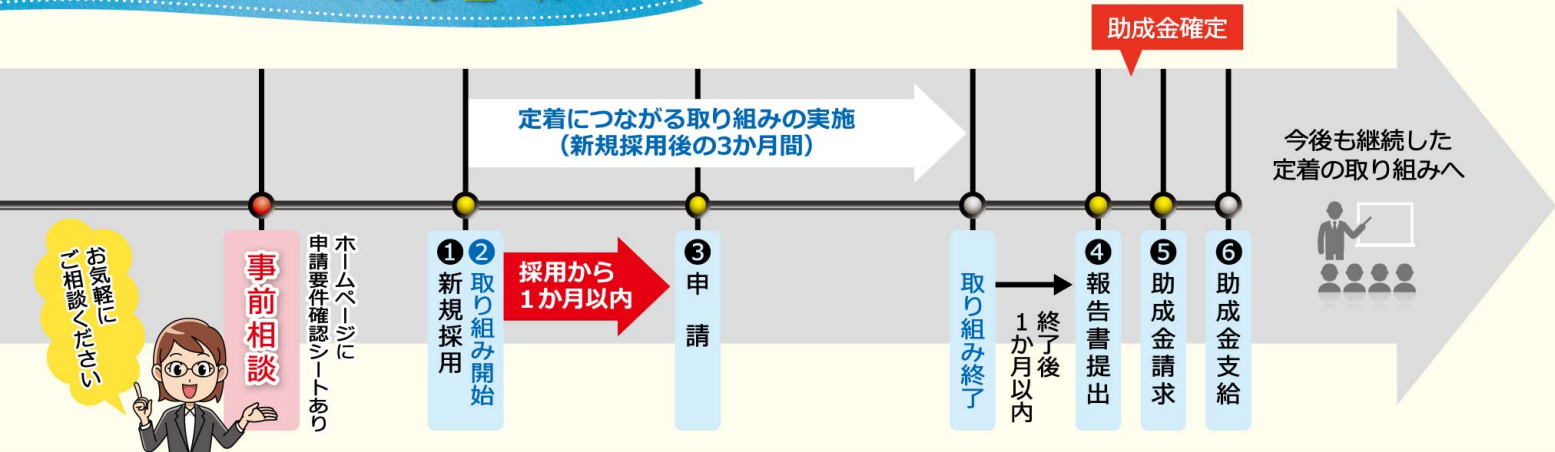 助成金確定
定着につながる取り組みの実施
（新規採用後の3か月間）
今後も継続した
定着の取り組みへ
お気軽に
ご相談ください
事前相談
ホームページに
申請要件確認シートあり
❶新規採用
❷取り組み開始
採用から
1か月以内
❸申請
取り組み終了
終了後
1か月以内
❹報告書提出
❺助成金請求
❻助成金支給